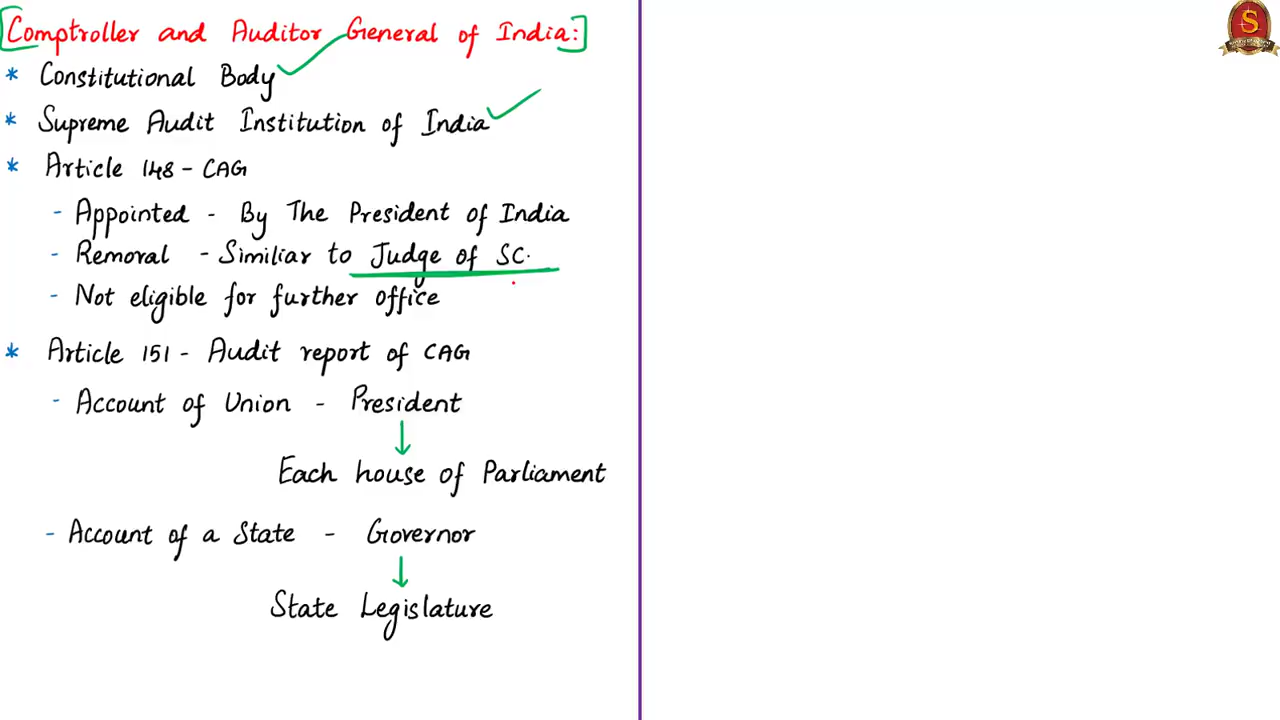 [Comptroller and Auditor General of India:]
* Constitutional Body
* Supreme Audit Institution of India
* Article 148 - CAG
- Appointed - By The President of India
- Removal - Similiar to Judge of SC.
- Not eligible for further office
* Article 151 - Audit report of CAG
- Account of Union - President
↓
Each house of Parliament
- Account of a State - Governor
↓
State Legislature
S